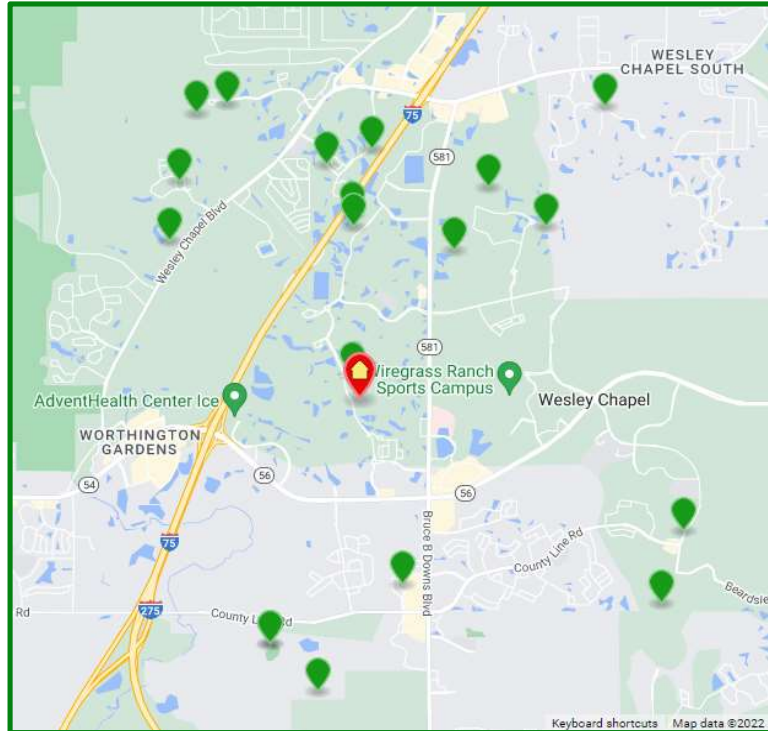 WESLEY
CHAPEL SOUTH
75
581
Wesley Chapel Blvd
581
Wiregrass Ranch
Sports Campus
AdventHealth Center Ice
Wesley Chapel
WORTHINGTON
GARDENS
56
54
56
75
Bruce B Downs Blvd
County Line Rd
275
Rd
County Line Rd
Keyboard shortcuts
Map data ©2022